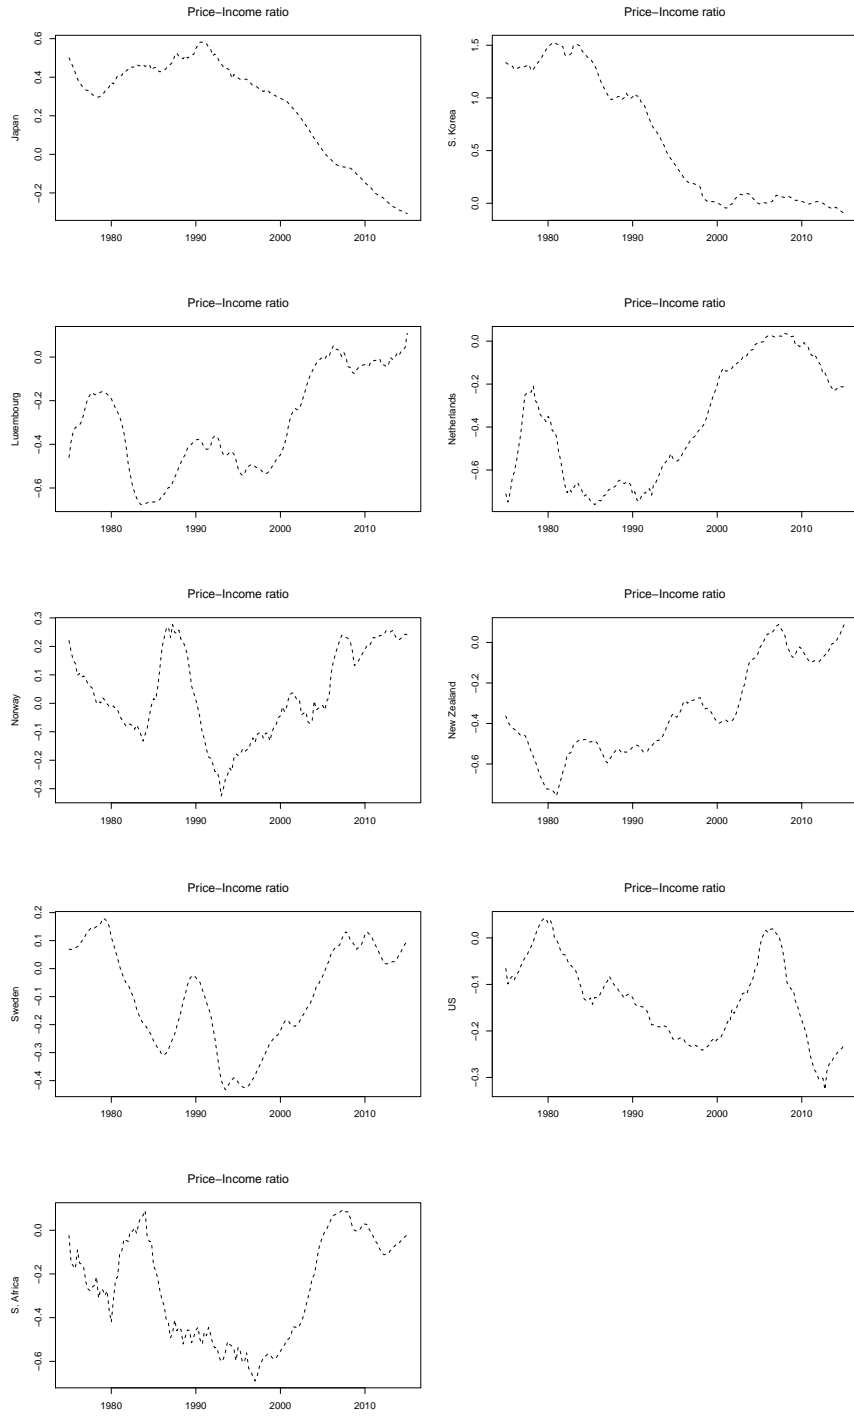 Price−Income ratio
Japan
0.6
0.4
0.2
0.0
−0.2
1980 1990 2000 2010
Price−Income ratio
S. Korea
1.5
1.0
0.5
0.0
1980 1990 2000 2010
Price−Income ratio
Luxembourg
0.0
−0.2
−0.4
−0.6
1980 1990 2000 2010
Price−Income ratio
Netherlands
0.0
−0.2
−0.4
−0.6
1980 1990 2000 2010
Price−Income ratio
Norway
0.3
0.2
0.1
0.0
−0.1
−0.2
−0.3
1980 1990 2000 2010
Price−Income ratio
New Zealand
0.0
−0.2
−0.4
−0.6
1980 1990 2000 2010
Price−Income ratio
Sweden
0.2
0.1
0.0
−0.1
−0.2
−0.3
−0.4
1980 1990 2000 2010
Price−Income ratio
US
0.0
−0.1
−0.2
−0.3
1980 1990 2000 2010
Price−Income ratio
S. Africa
0.0
−0.2
−0.4
−0.6
1980 1990 2000 2010